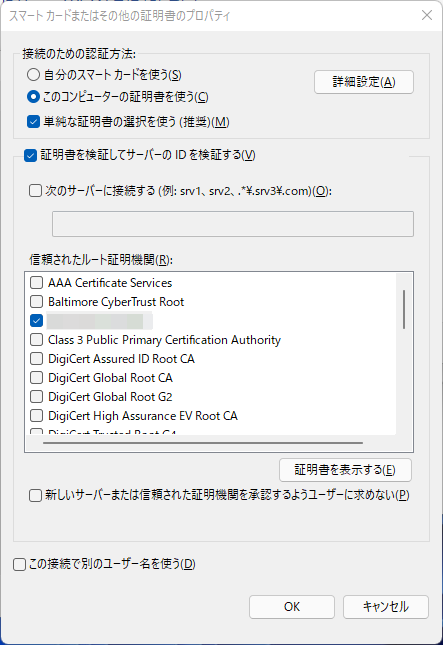 スマート カードまたはその他の証明書のプロパティ
接続のための認証方法:
自分のスマート カードを使う(S)
詳細設定(A)
このコンピューターの証明書を使う(C)
単純な証明書の選択を使う (推奨)(M)
証明書を検証してサーバーの ID を検証する(V)
次のサーバーに接続する (例: srv1、srv2、.*¥.srv3¥.com)(O):
信頼されたルート証明機関(R):
AAA Certificate Services
Baltimore CyberTrust Root
Class 3 Public Primary Certification Authority
DigiCert Assured ID Root CA
DigiCert Global Root CA
DigiCert Global Root G2
DigiCert High Assurance EV Root CA
DigiCert Trusted Root G4
証明書を表示する(E)
新しいサーバーまたは信頼された証明機関を承認するようユーザーに求めない(P)
この接続で別のユーザー名を使う(D)
OK
キャンセル